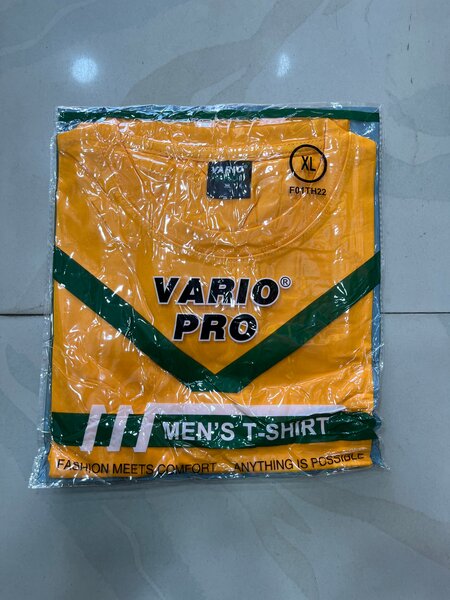 VARIO
XL
F01TH22
VARIO®
PRO
MEN'S T-SHIRT
FASHION MEETS COMFORT ANYTHING IS POSSIBLE